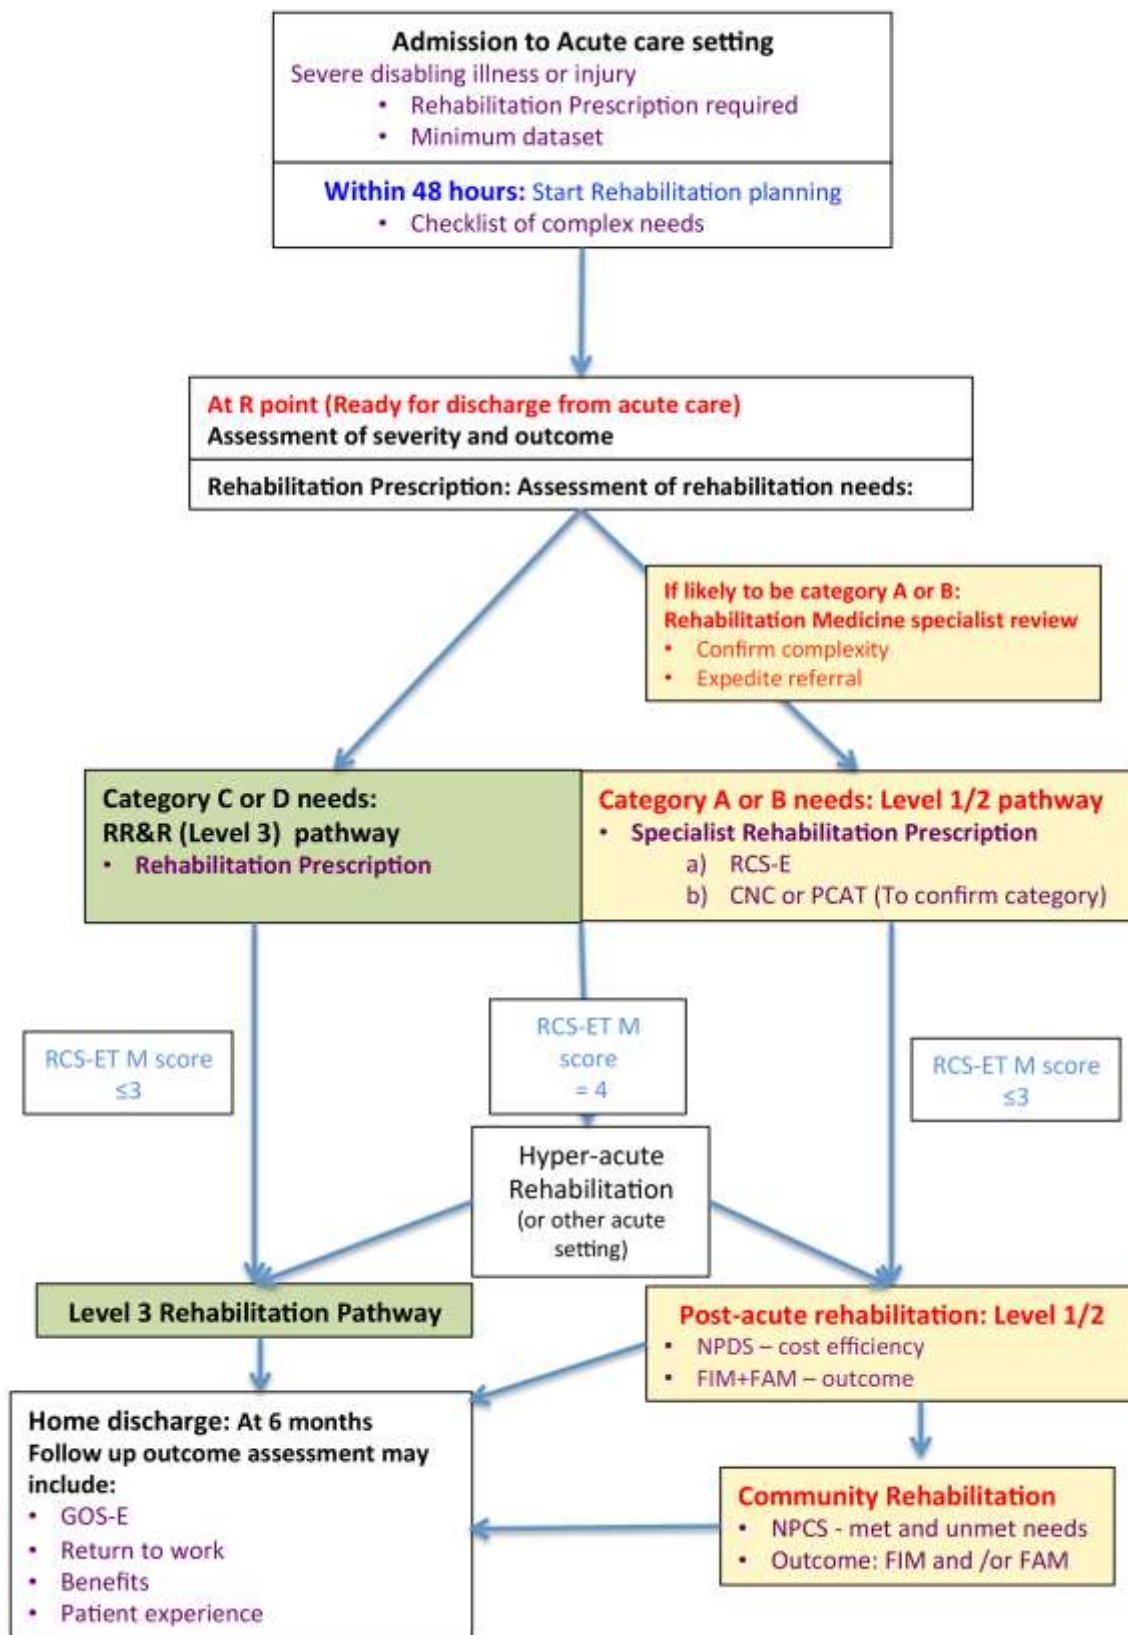 Admission to Acute care setting
Severe disabling illness or injury
• Rehabilitation Prescription required
• Minimum dataset
Within 48 hours: Start Rehabilitation planning
• Checklist of complex needs
At R point (Ready for discharge from acute care)
Assessment of severity and outcome
Rehabilitation Prescription: Assessment of rehabilitation needs:
If likely to be category A or B:
Rehabilitation Medicine specialist review
• Confirm complexity
• Expedite referral
Category C or D needs:
RR&R (Level 3) pathway
• Rehabilitation Prescription
Category A or B needs: Level 1/2 pathway
• Specialist Rehabilitation Prescription
a) RCS-E
b) CNC or PCAT (To confirm category)
RCS-ET M score
≤3
RCS-ET M
score
= 4
RCS-ET M score
≤3
Hyper-acute
Rehabilitation
(or other acute
setting)
Level 3 Rehabilitation Pathway
Post-acute rehabilitation: Level 1/2
• NPDS – cost efficiency
• FIM+FAM – outcome
Home discharge: At 6 months
Follow up outcome assessment may
include:
• GOS-E
• Return to work
• Benefits
• Patient experience
Community Rehabilitation
• NPCS - met and unmet needs
• Outcome: FIM and /or FAM